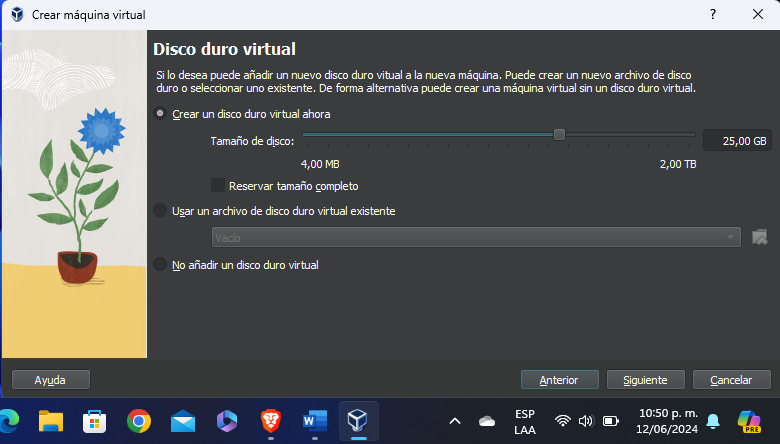 Crear máquina virtual
?
Disco duro virtual
Si lo desea puede añadir un nuevo disco duro vitual a la nueva máquina. Puede crear un nuevo archivo de disco
duro o seleccionar uno existente. De forma alternativa puede crear una máquina virtual sin un disco duro virtual.
Crear un disco duro virtual ahora
Tamaño de disco:
25,00 GB
4,00 MB
2,00 TB
Reservar tamaño completo
Usar un archivo de disco duro virtual existente
Vacío
No añadir un disco duro virtual
Ayuda
Anterior
Siguiente
Cancelar
W
ESP
LAA
10:50 p. m.
12/06/2024
PRE